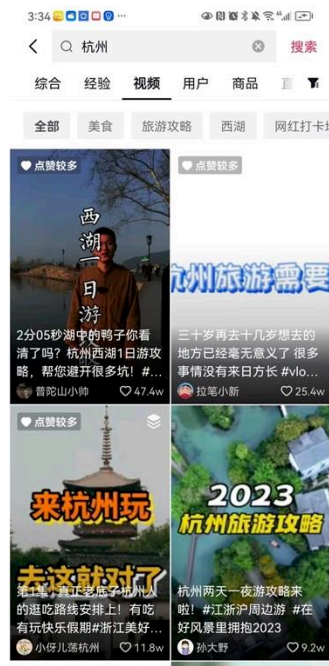 3:34
杭州
搜索
综合 经验 视频 用户 商品
全部 美食 旅游攻略 西湖 网红打卡
点赞较多
西湖一日游
2分05秒湖中的鸭子你看
清了吗?杭州西湖1日游攻
略,帮您避开很多坑!#...
普陀山小帅 47.4w
点赞较多
杭州旅游需要
三十岁再去十几岁想去的
地方已经毫无意义了 很多
事情没有来日方长 #vlo...
拉笔小新 25.4w
点赞较多
来杭州玩
去这就对了
第1集 | 真正老底子杭州人
的逛吃路线安排上!有吃
有玩快乐假期#浙江美好...
小伢儿荡杭州 11.8w
2023
杭州旅游攻略
杭州两天一夜游攻略来
啦!#江浙沪周边游 #在
好风景里拥抱2023
孙大野 9.2w